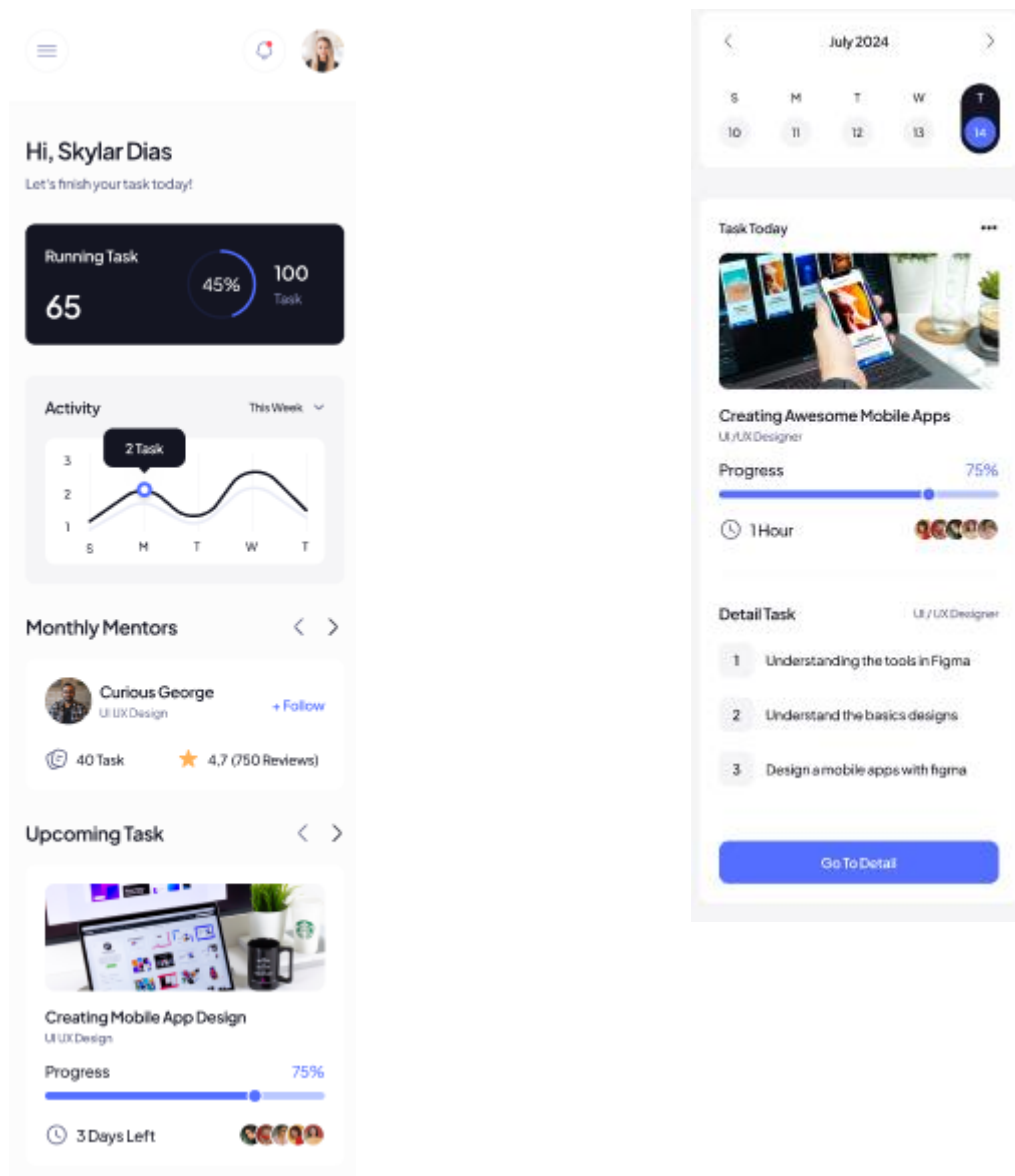 Hi, Skylar Dias
Let's finish your task today!
Running Task
65
45%
100
Task
Activity
This Week
2 Task
3
2
1
S M T W T
Monthly Mentors
Curious George
UI UX Design
+ Follow
40 Task
4,7 (750 Reviews)
Upcoming Task
Creating Mobile App Design
UI UX Design
Progress 75%
3 Days Left
July 2024
S M T W T
10 11 12 13 14
Task Today
Creating Awesome Mobile Apps
UI /UX Designer
Progress 75%
1 Hour
Detail Task
UI / UX Designer
1 Understanding the tools in Figma
2 Understand the basics designs
3 Design a mobile apps with figma
Go To Detail